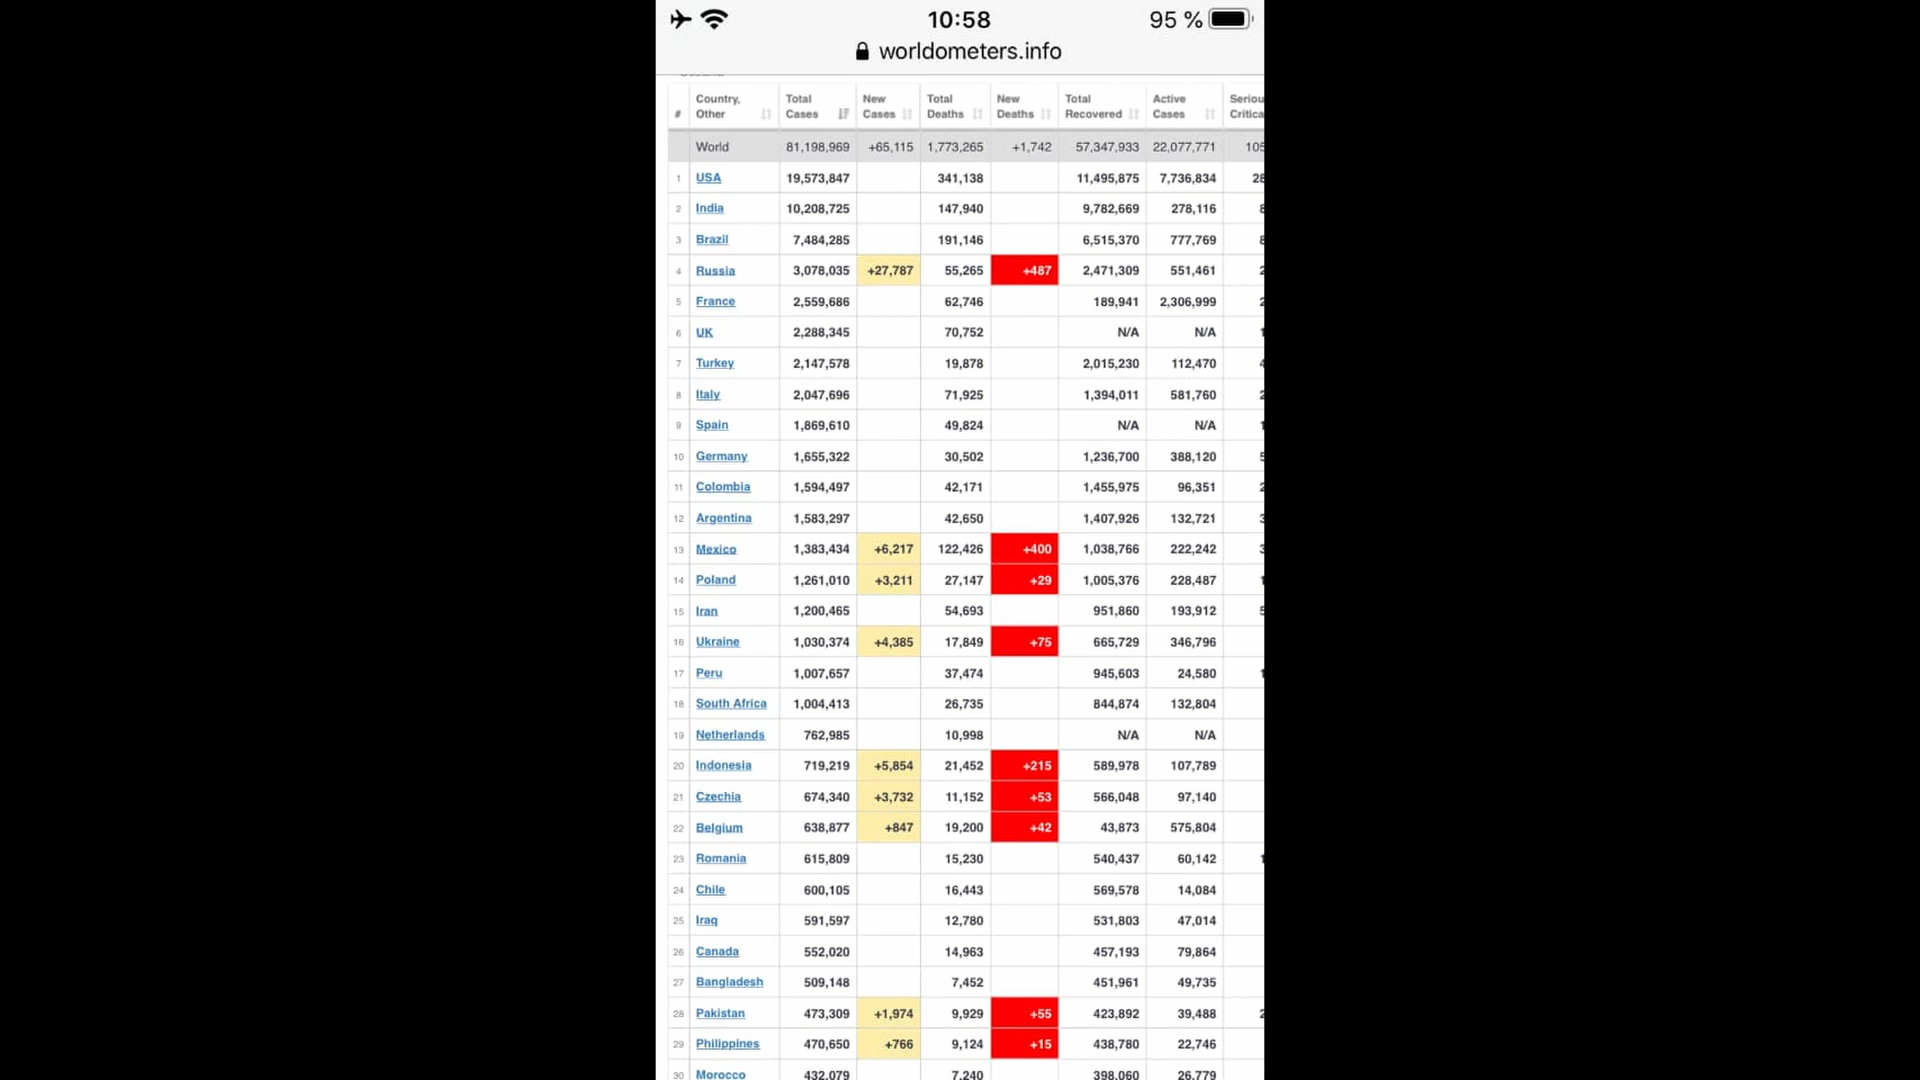 10:58 95 %
worldometers.info
# Country, Other Total Cases New Cases Total Deaths New Deaths Total Recovered Active Cases
World 81,198,969 +65,115 1,773,265 +1,742 57,347,933 22,077,771
1 USA 19,573,847 341,138 11,495,875 7,736,834
2 India 10,208,725 147,940 9,782,669 278,116
3 Brazil 7,484,285 191,146 6,515,370 777,769
4 Russia 3,078,035 +27,787 55,265 +487 2,471,309 551,461
5 France 2,559,686 62,746 189,941 2,306,999
6 UK 2,288,345 70,752 N/A N/A
7 Turkey 2,147,578 19,878 2,015,230 112,470
8 Italy 2,047,696 71,925 1,394,011 581,760
9 Spain 1,869,610 49,824 N/A N/A
10 Germany 1,655,322 30,502 1,236,700 388,120
11 Colombia 1,594,497 42,171 1,455,975 96,351
12 Argentina 1,583,297 42,650 1,407,926 132,721
13 Mexico 1,383,434 +6,217 122,426 +400 1,038,766 222,242
14 Poland 1,261,010 +3,211 27,147 +29 1,005,376 228,487
15 Iran 1,200,465 54,693 951,860 193,912
16 Ukraine 1,030,374 +4,385 17,849 +75 665,729 346,796
17 Peru 1,007,657 37,474 945,603 24,580
18 South Africa 1,004,413 26,735 844,874 132,804
19 Netherlands 762,985 10,998 N/A N/A
20 Indonesia 719,219 +5,854 21,452 +215 589,978 107,789
21 Czechia 674,340 +3,732 11,152 +53 566,048 97,140
22 Belgium 638,877 +847 19,200 +42 43,873 575,804
23 Romania 615,809 15,230 540,437 60,142
24 Chile 600,105 16,443 569,578 14,084
25 Iraq 591,597 12,780 531,803 47,014
26 Canada 552,020 14,963 457,193 79,864
27 Bangladesh 509,148 7,452 451,961 49,735
28 Pakistan 473,309 +1,974 9,929 +55 423,892 39,488
29 Philippines 470,650 +766 9,124 +15 438,780 22,746
30 Morocco 432,079 7,240 398,060 26,779